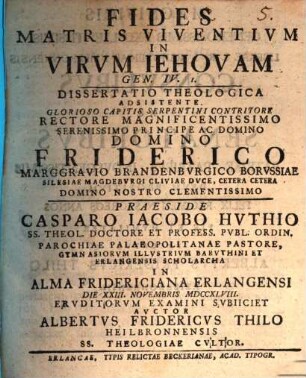 5.
FIDES
MATRIS VIVENTIVM
IN
VIRVM IEHOVAM
GEN. IV. 1.
DISSERTATIO THEOLOGICA
ADSISTENTE
GLORIOSO CAPITIS SERPENTINI CONTRITORE
RECTORE MAGNIFICENTISSIMO
SERENISSIMO PRINCIPE AC DOMINO
DOMINO
FRIDERICO
MARGGRAVIO BRANDENBVRGICO BORVSSIAE
SILESIAE MAGDEBVRGI CLIVIAE DVCE, CETERA CETERA
DOMINO NOSTRO CLEMENTISSIMO
PRAESIDE
CASPARO IACOBO HVTHIO
SS. THEOL. DOCTORE ET PROFESS. PVBL. ORDIN.
PAROCHIAE PALAEOPOLITANAE PASTORE,
GYMNASIORVM ILLVSTRIVM BARVTHINI ET
ERLANGENSIS SCHOLARCHA
IN
ALMA FRIDERICIANA ERLANGENSI
DIE XXIII. NOVEMBRIS MDCCXLVIII.
ERVDITORVM EXAMINI SVBIICIET
AVCTOR
ALBERTVS FRIDERICVS THILO
HEILBRONNENSIS
SS. THEOLOGIAE CVLTOR.
ERLANGAE, TYPIS RELICTAE BECKERIANAE, ACAD. TYPOGR.